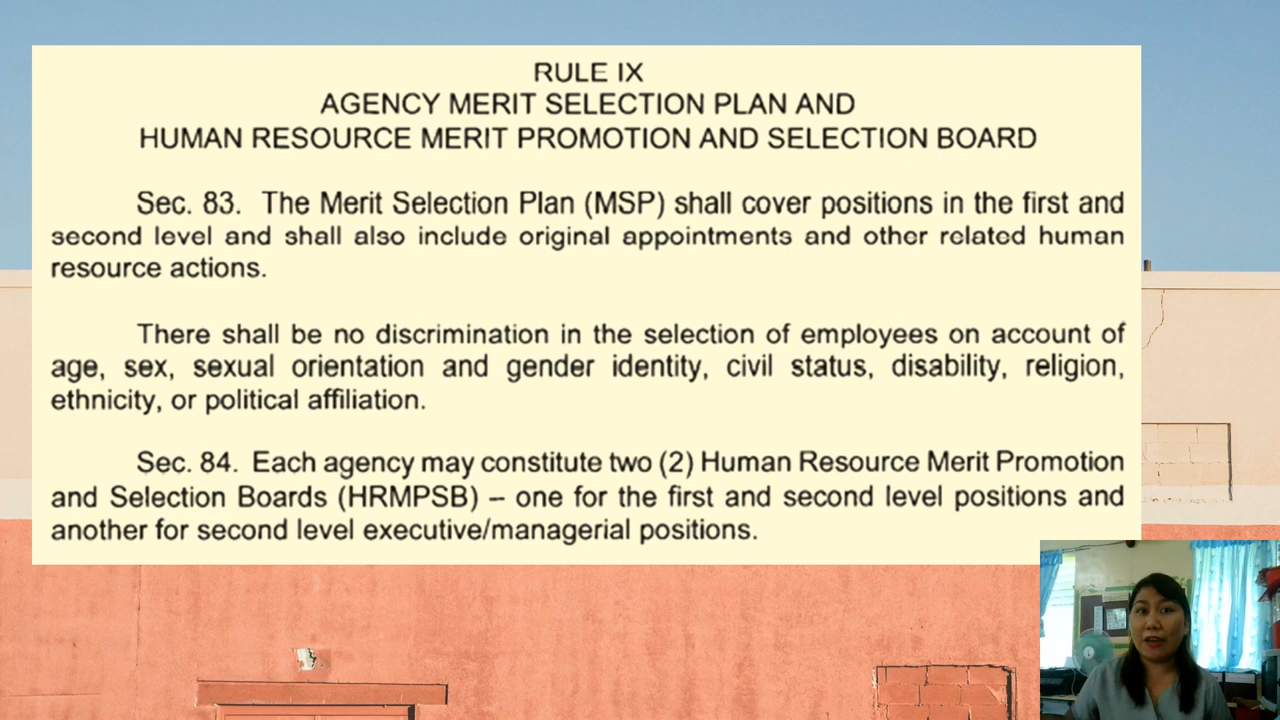 RULE IX
AGENCY MERIT SELECTION PLAN AND
HUMAN RESOURCE MERIT PROMOTION AND SELECTION BOARD
Sec. 83. The Merit Selection Plan (MSP) shall cover positions in the first and
second level and shall also include original appointments and other related human
resource actions.
There shall be no discrimination in the selection of employees on account of
age, sex, sexual orientation and gender identity, civil status, disability, religion,
ethnicity, or political affiliation.
Sec. 84. Each agency may constitute two (2) Human Resource Merit Promotion
and Selection Boards (HRMPSB) – one for the first and second level positions and
another for second level executive/managerial positions.